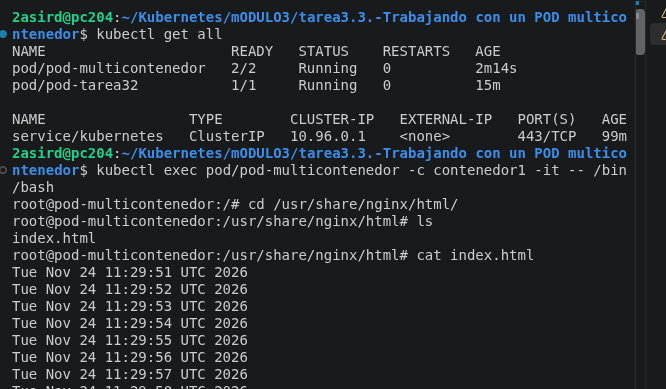 2asird@pc204:~/Kubernetes/mODULO3/tarea3.3.-Trabajando con un POD multico
ntenedor$ kubectl get all
NAME                      READY   STATUS    RESTARTS   AGE
pod/pod-multicontenedor   2/2     Running   0          2m14s
pod/pod-tarea32           1/1     Running   0          15m
NAME                 TYPE        CLUSTER-IP   EXTERNAL-IP   PORT(S)   AGE
service/kubernetes   ClusterIP   10.96.0.1    <none>        443/TCP   99m
2asird@pc204:~/Kubernetes/mODULO3/tarea3.3.-Trabajando con un POD multico
ntenedor$ kubectl exec pod/pod-multicontenedor -c contenedor1 -it -- /bin
/bash
root@pod-multicontenedor:/# cd /usr/share/nginx/html/
root@pod-multicontenedor:/usr/share/nginx/html# ls
index.html
root@pod-multicontenedor:/usr/share/nginx/html# cat index.html
Tue Nov 24 11:29:51 UTC 2026
Tue Nov 24 11:29:52 UTC 2026
Tue Nov 24 11:29:53 UTC 2026
Tue Nov 24 11:29:54 UTC 2026
Tue Nov 24 11:29:55 UTC 2026
Tue Nov 24 11:29:56 UTC 2026
Tue Nov 24 11:29:57 UTC 2026
Tue Nov 24 11:29:58 UTC 2026